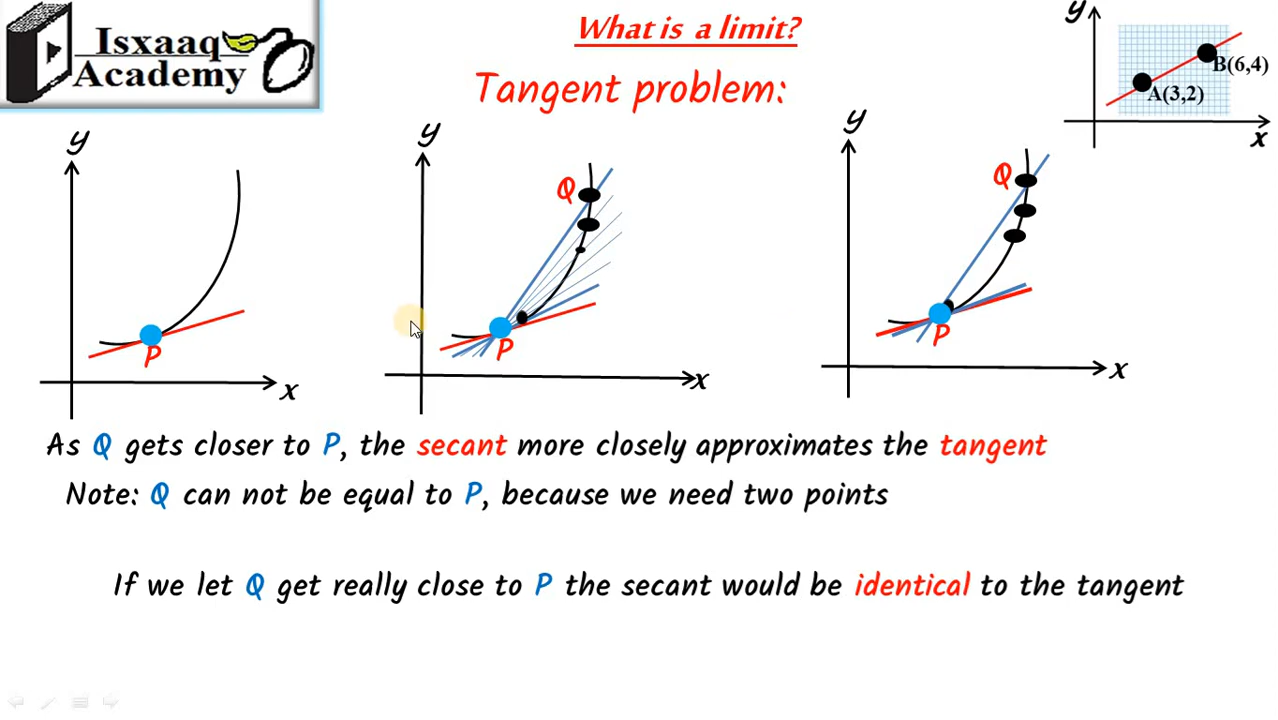 Isxaaq
Academy
What is a limit?
Tangent problem:
y
B(6,4)
A(3,2)
x
y
P
x
y
Q
P
x
y
Q
P
x
As Q gets closer to P, the secant more closely approximates the tangent
Note: Q can not be equal to P, because we need two points
If we let Q get really close to P the secant would be identical to the tangent